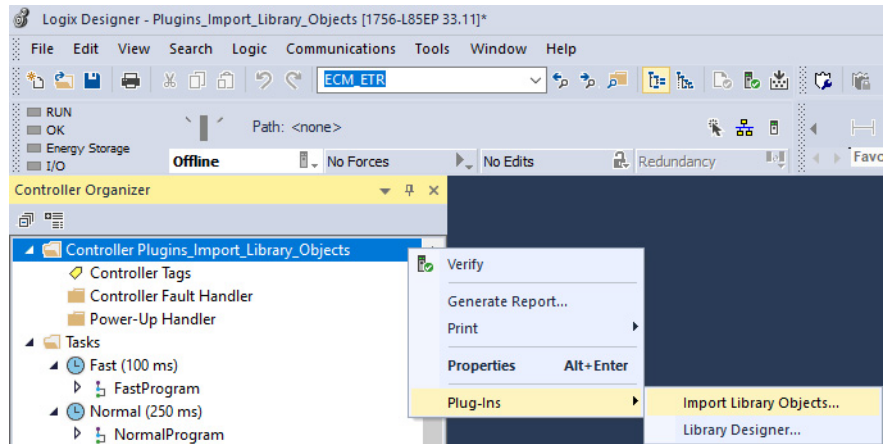 Logix Designer - Plugins_Import_Library_Objects [1756-L85EP 33.11]*
File Edit View Search Logic Communications Tools Window Help
ECM_ETR
RUN
OK
Energy Storage
I/O
Path: <none>
Offline
No Forces
No Edits
Redundancy
Favo
Controller Organizer
Controller Plugins_Import_Library_Objects
Controller Tags
Controller Fault Handler
Power-Up Handler
Tasks
Fast (100 ms)
FastProgram
Normal (250 ms)
NormalProgram
Verify
Generate Report...
Print
Properties Alt+Enter
Plug-Ins
Import Library Objects...
Library Designer...